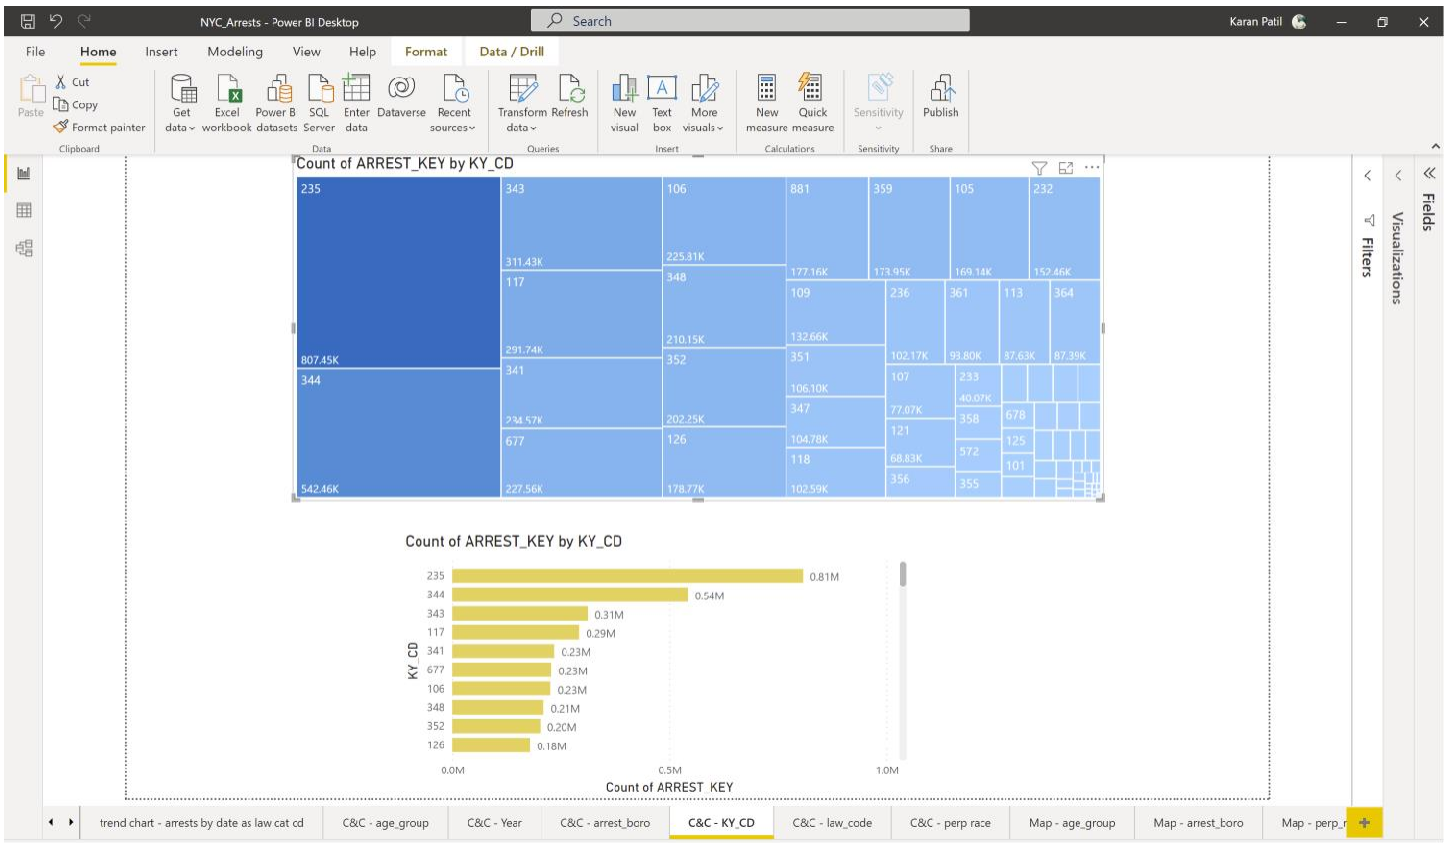 NYC_Arrests - Power BI Desktop
Search
Karan Patil
File Home Insert Modeling View Help Format Data / Drill
Paste
Cut
Copy
Format painter
Clipboard
Get data
Excel workbook
Power B datasets
SQL Server
Enter data
Dataverse
Recent sources
Data
Transform data
Refresh
Queries
New visual
Text box
More visuals
Insert
New measure
Quick measure
Calculations
Sensitivity
Sensitivity
Publish
Share
Count of ARREST_KEY by KY_CD
235
807.45K
344
542.46K
343
311.43K
117
291.74K
341
234.57K
677
227.56K
106
225.81K
348
210.15K
352
202.25K
126
178.77K
881
177.16K
359
173.95K
105
169.14K
232
152.46K
109
132.66K
351
106.10K
347
104.78K
118
102.59K
236
102.17K
361
93.80K
113
87.63K
364
87.39K
107
77.07K
121
68.83K
356
233
40.07K
358
572
355
678
125
101
Filters
Visualizations
Fields
Count of ARREST_KEY by KY_CD
KY_CD
235 0.81M
344 0.54M
343 0.31M
117 0.29M
341 0.23M
677 0.23M
106 0.23M
348 0.21M
352 0.20M
126 0.18M
0.0M 0.5M 1.0M
Count of ARREST_KEY
trend chart - arrests by date as law cat cd
C&C - age_group
C&C - Year
C&C - arrest_boro
C&C - KY_CD
C&C - law_code
C&C - perp race
Map - age_group
Map - arrest_boro
Map - perp_r